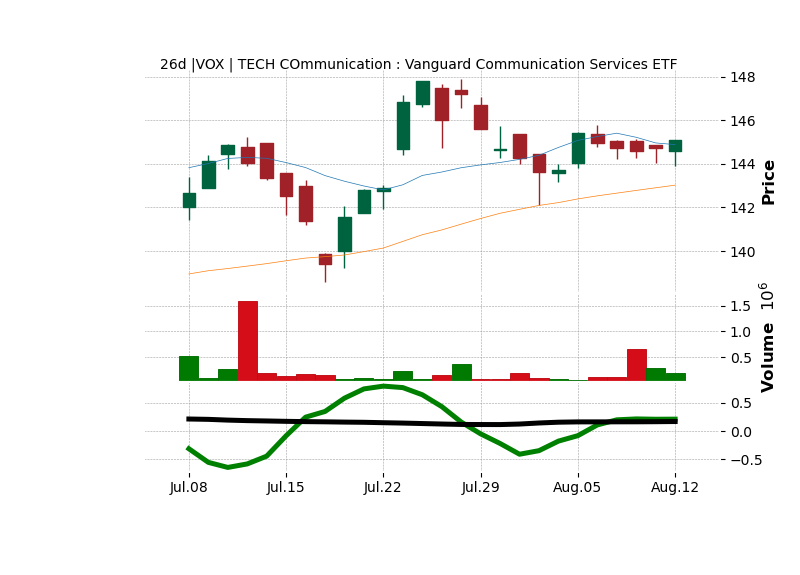 26d |VOX | TECH COmmunication : Vanguard Communication Services ETF
148
146
144
142
140
Price
1.5
1.0
0.5
Volume 10^6
0.5
0.0
−0.5
Jul.08 Jul.15 Jul.22 Jul.29 Aug.05 Aug.12